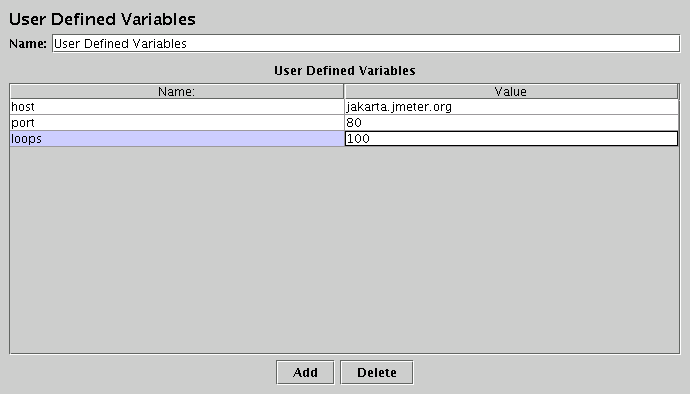 User Defined Variables
Name: User Defined Variables
User Defined Variables
Name: Value
host jakarta.jmeter.org
port 80
loops 100
Add Delete